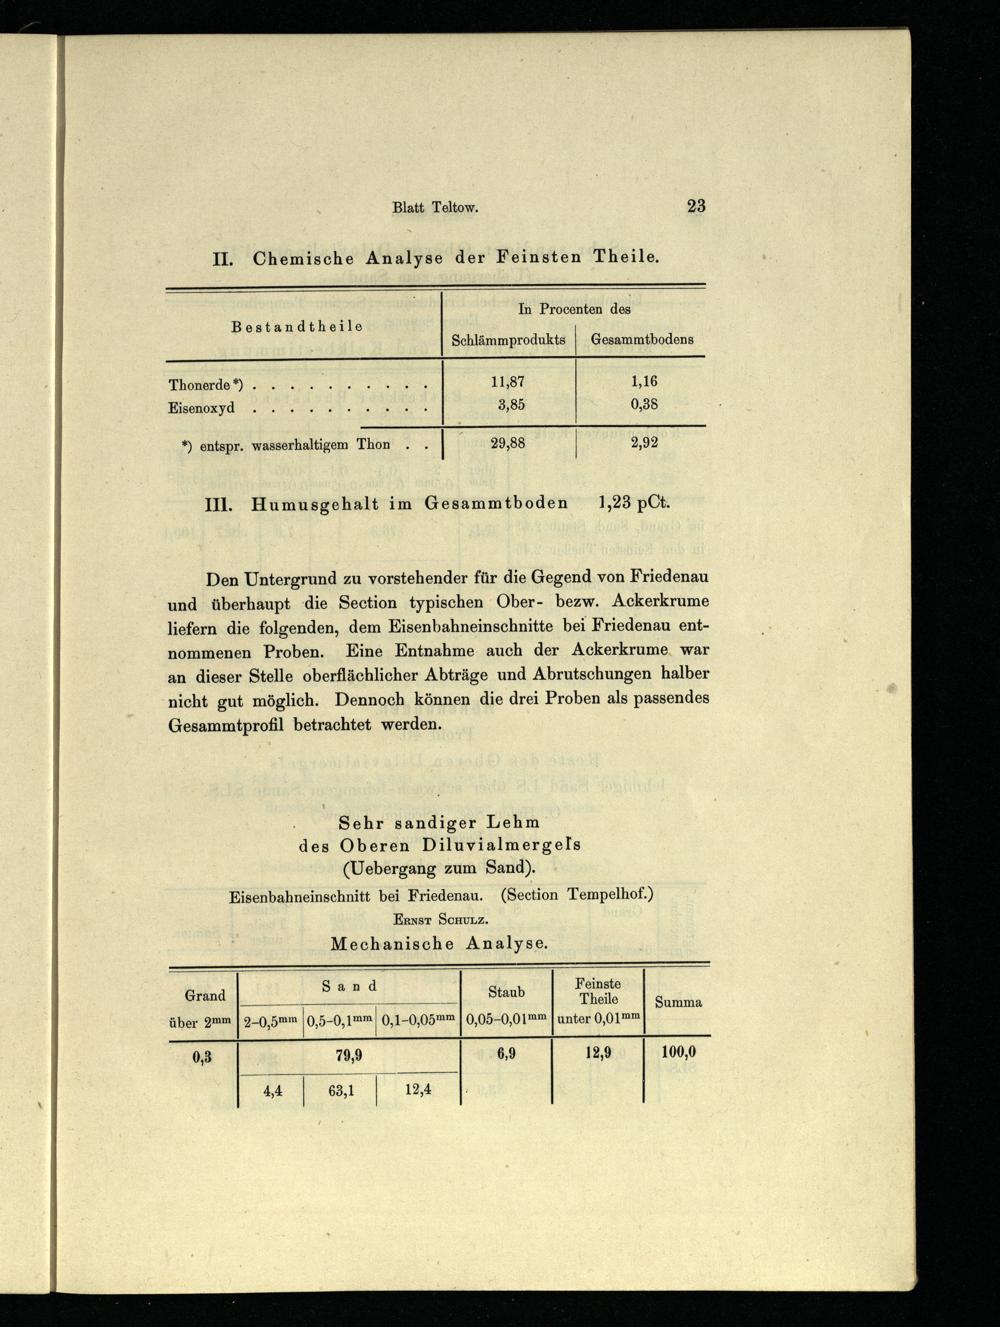 Blatt Teltow. 23
II. Chemische Analyse der Feinsten Theile.
Bestandtheile
In Procenten des
Schlämmprodukts Gesammtbodens
Thonerde*) . . . . . . . . . . 11,87 1,16
Eisenoxyd . . . . . . . . . . 3,85 0,38
*) entspr. wasserhaltigem Thon . . 29,88 2,92
III. Humusgehalt im Gesammtboden 1,23 pCt.
Den Untergrund zu vorstehender für die Gegend von Friedenau
und überhaupt die Section typischen Ober- bezw. Ackerkrume
liefern die folgenden, dem Eisenbahneinschnitte bei Friedenau ent-
nommenen Proben. Eine Entnahme auch der Ackerkrume war
an dieser Stelle oberflächlicher Abträge und Abrutschungen halber
nicht gut möglich. Dennoch können die drei Proben als passendes
Gesammtprofil betrachtet werden.
Sehr sandiger Lehm
des Oberen Diluvialmergels
(Uebergang zum Sand).
Eisenbahneinschnitt bei Friedenau. (Section Tempelhof.)
ERNST SCHULZ.
Mechanische Analyse.
Grand Sand Staub Feinste Theile Summa
über 2mm 2-0,5mm 0,5-0,1mm 0,1-0,05mm 0,05-0,01mm unter 0,01mm
0,3 79,9 6,9 12,9 100,0
4,4 63,1 12,4